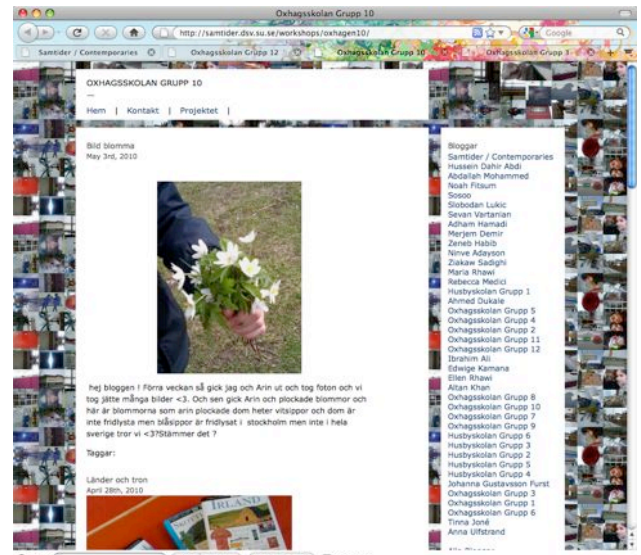 Oxhagsskolan Grupp 10
http://samtider.dsv.su.se/workshops/oxhagen10/
Google
Samtider / Contemporaries
Oxhagsskolan Grupp 12
Oxhagsskolan Grupp 10
Oxhagsskolan Grupp 3
OXHAGSSKOLAN GRUPP 10
—
Hem | Kontakt | Projektet |
Bild blomma
May 3rd, 2010
hej bloggen ! Förra veckan så gick jag och Arin ut och tog foton och vi
tog jätte många bilder <3. Och sen gick Arin och plockade blommor och
här är blommorna som arin plockade dom heter vitsippor och dom är
inte fridlysta men blåsippor är fridlysat i stockholm men inte i hela
sverige tror vi <3?Stämmer det ?
Taggar:
Länder och tron
April 28th, 2010
IRLAND
Bloggar
Samtider / Contemporaries
Hussein Dahir Abdi
Abdallah Mohammed
Noah Fitsum
Sosoo
Slobodan Lukic
Sevan Vartanian
Adham Hamadi
Merjem Demir
Zeneb Habib
Ninve Adayson
Ziakaw Sadighi
Maria Rhawi
Rebecca Medici
Husbyskolan Grupp 1
Ahmed Dukale
Oxhagsskolan Grupp 5
Oxhagsskolan Grupp 4
Oxhagsskolan Grupp 2
Oxhagsskolan Grupp 11
Oxhagsskolan Grupp 12
Ibrahim Ali
Edwige Kamana
Ellen Rhawi
Altan Khan
Oxhagsskolan Grupp 8
Oxhagsskolan Grupp 10
Oxhagsskolan Grupp 7
Oxhagsskolan Grupp 9
Husbyskolan Grupp 6
Husbyskolan Grupp 3
Husbyskolan Grupp 2
Husbyskolan Grupp 5
Husbyskolan Grupp 4
Johanna Gustavsson Furst
Oxhagsskolan Grupp 3
Oxhagsskolan Grupp 1
Oxhagsskolan Grupp 6
Tinna Joné
Anna Ulfstrand